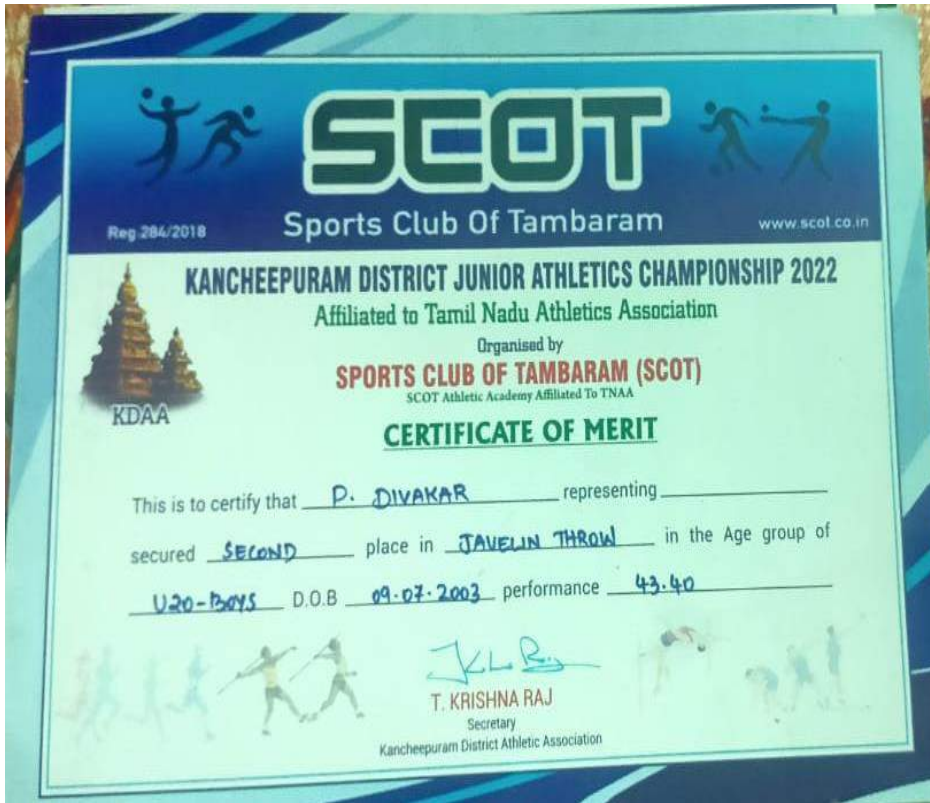 SCOT
Sports Club Of Tambaram
Reg.284/2018
www.scot.co.in
KANCHEEPURAM DISTRICT JUNIOR ATHLETICS CHAMPIONSHIP 2022
Affiliated to Tamil Nadu Athletics Association
Organised by
SPORTS CLUB OF TAMBARAM (SCOT)
SCOT Athletic Academy Affiliated To TNAA
KDAA
CERTIFICATE OF MERIT
This is to certify that P. DIVAKAR representing
secured SECOND place in JAVELIN THROW in the Age group of
U20-BOYS D.O.B 09.07.2003 performance 43.40
T. KRISHNA RAJ
Secretary
Kancheepuram District Athletic Association